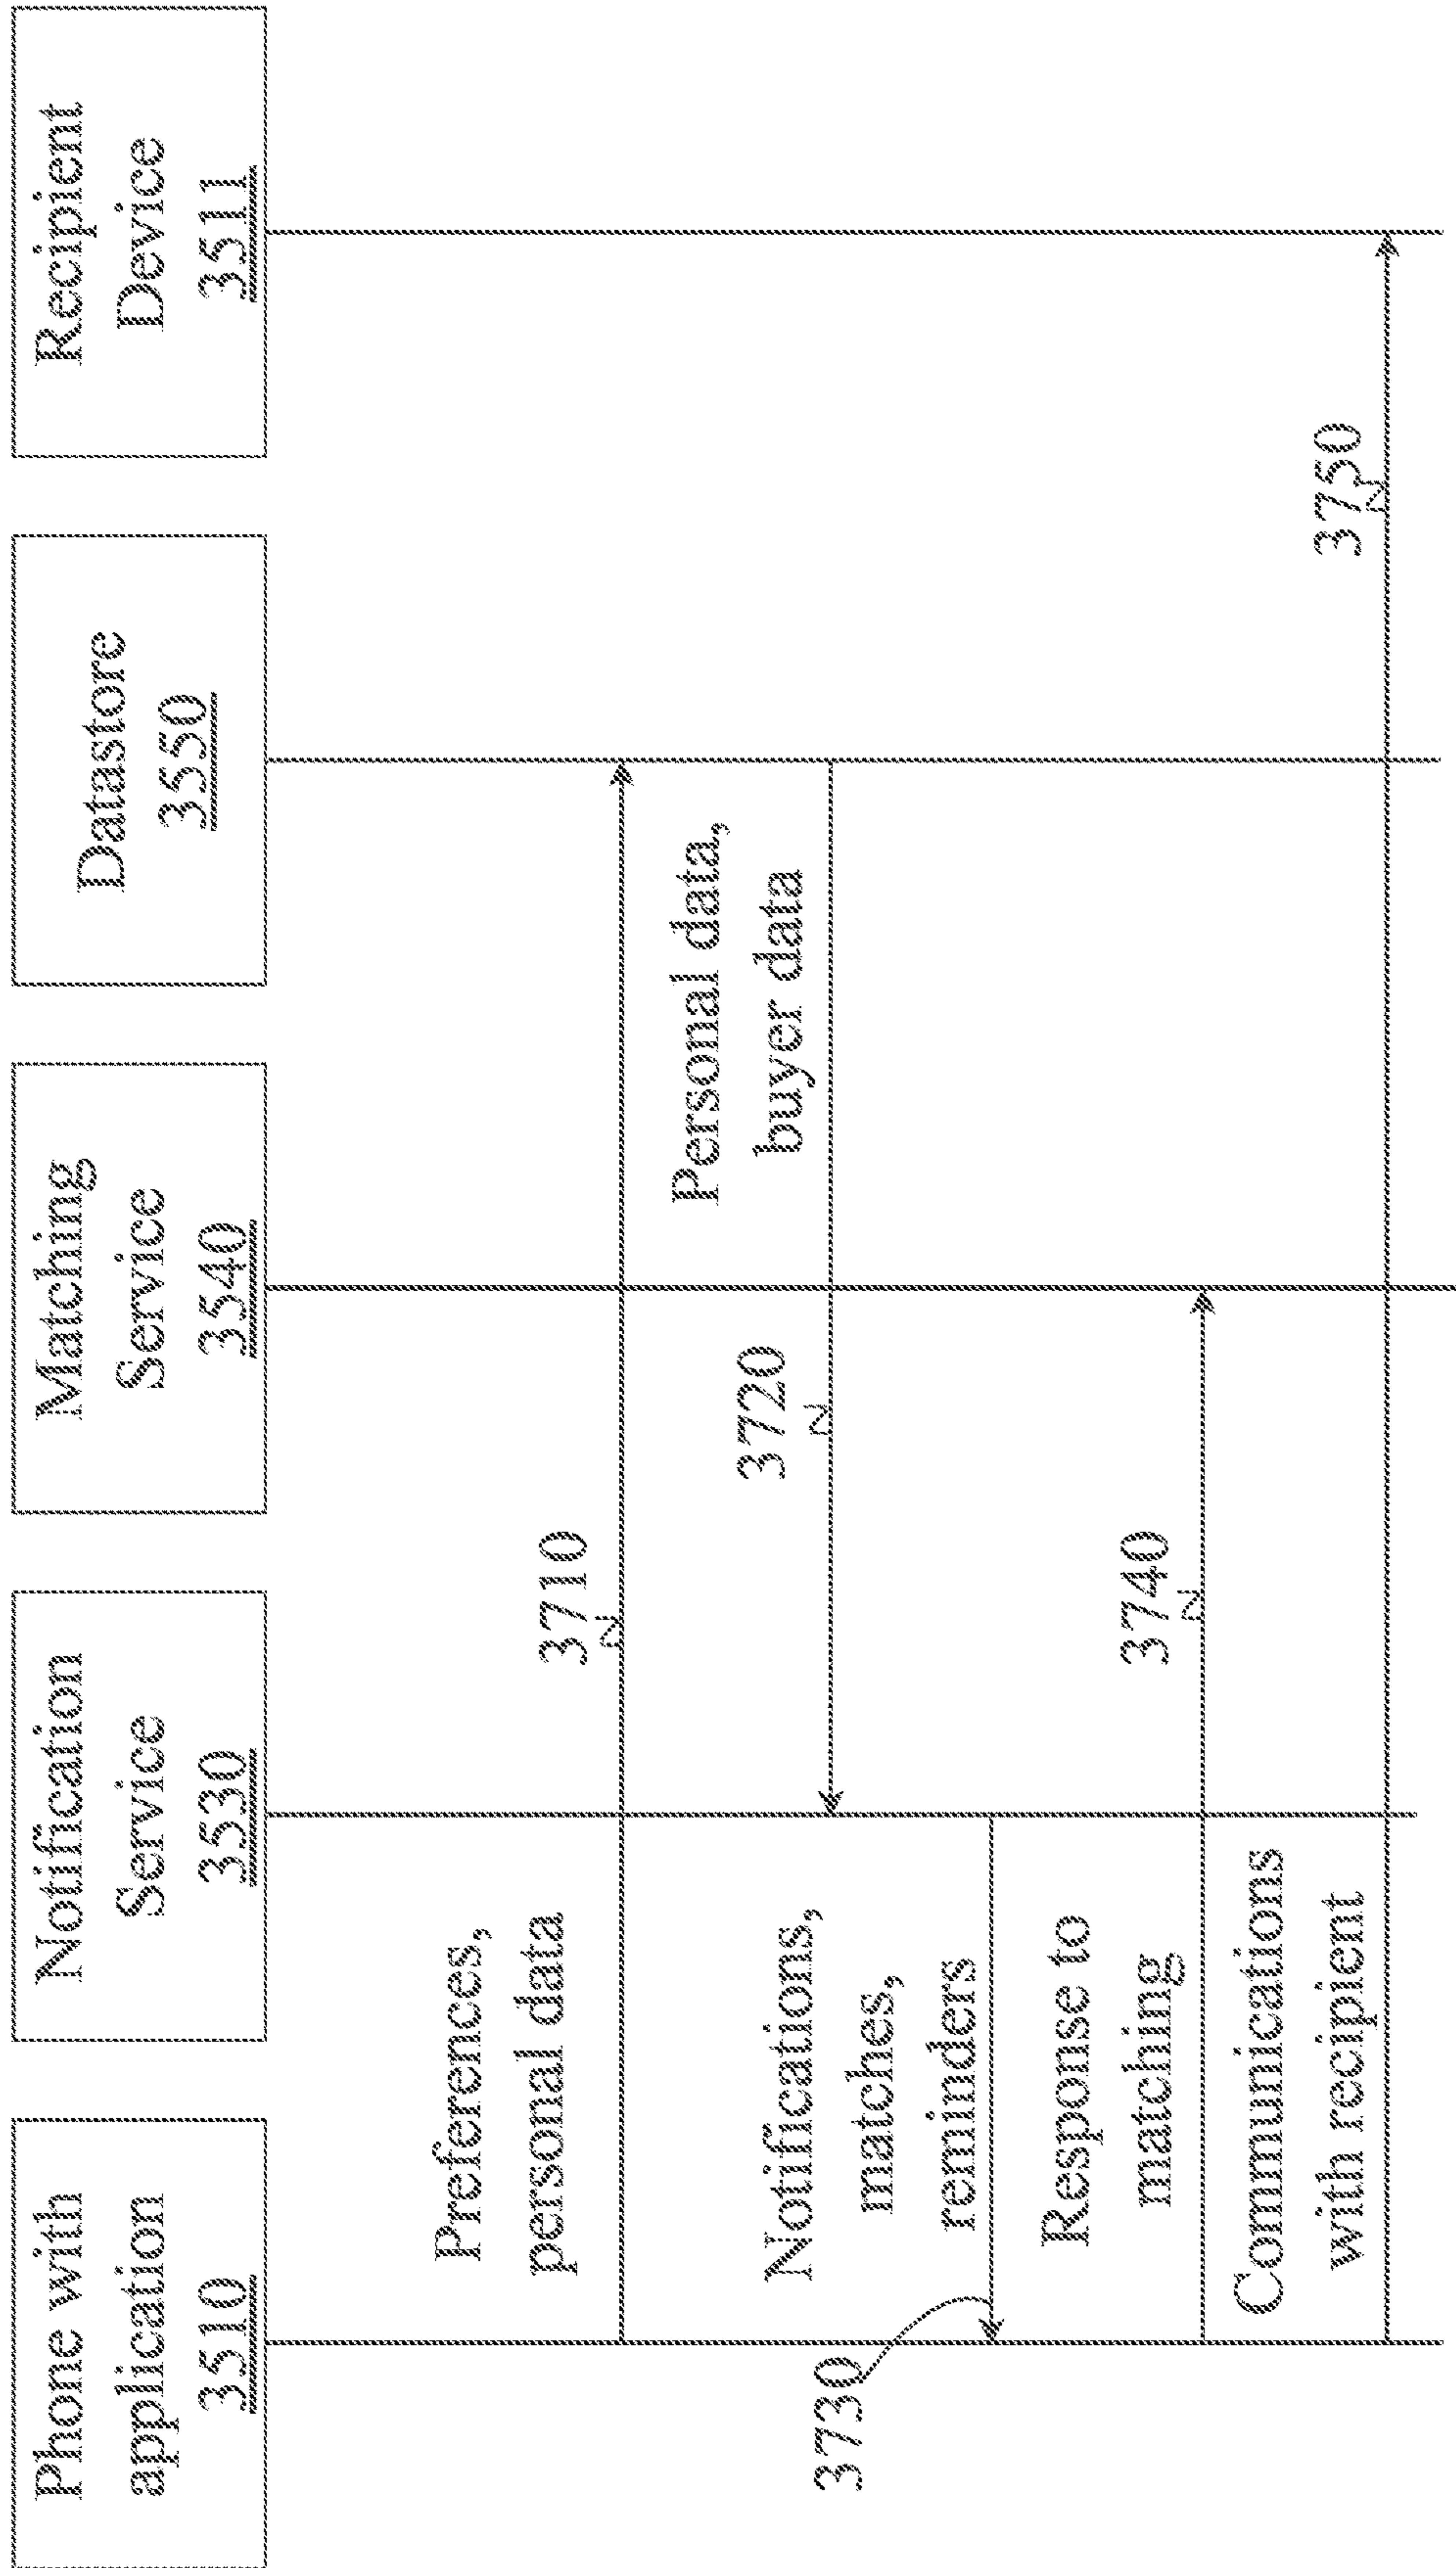 Phone with
application
3510
Notification
Service
3530
Matching
Service
3540
Datastore
3550
Recipient
Device
3511
Preferences,
personal data
3710
Personal data,
buyer data
3720
Notifications,
matches,
reminders
3730
Response to
matching
3740
Communications
with recipient
3750